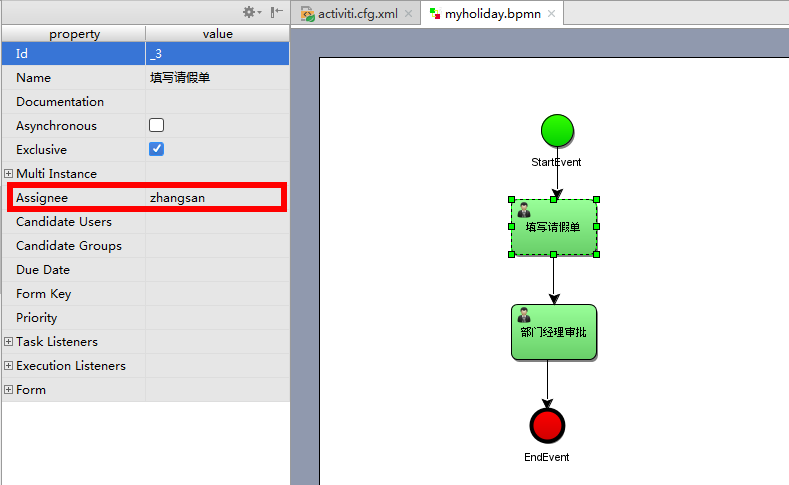 activiti.cfg.xml
myholiday.bpmn
property value
Id _3
Name 填写请假单
Documentation
Asynchronous
Exclusive
Multi Instance
Assignee zhangsan
Candidate Users
Candidate Groups
Due Date
Form Key
Priority
Task Listeners
Execution Listeners
Form
StartEvent
填写请假单
部门经理审批
EndEvent